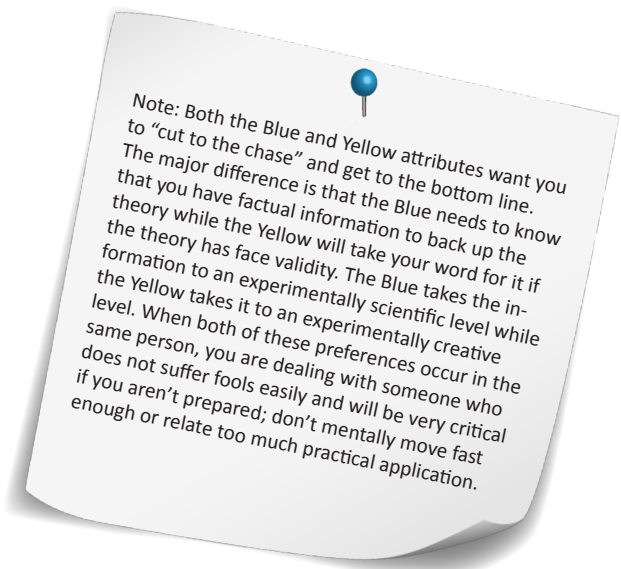 Note: Both the Blue and Yellow attributes want you
to “cut to the chase” and get to the bottom line.
The major difference is that the Blue needs to know
that you have factual information to back up the
theory while the Yellow will take your word for it if
the theory has face validity. The Blue takes the in-
formation to an experimentally scientific level while
the Yellow takes it to an experimentally creative
level. When both of these preferences occur in the
same person, you are dealing with someone who
does not suffer fools easily and will be very critical
if you aren’t prepared; don’t mentally move fast
enough or relate too much practical application.